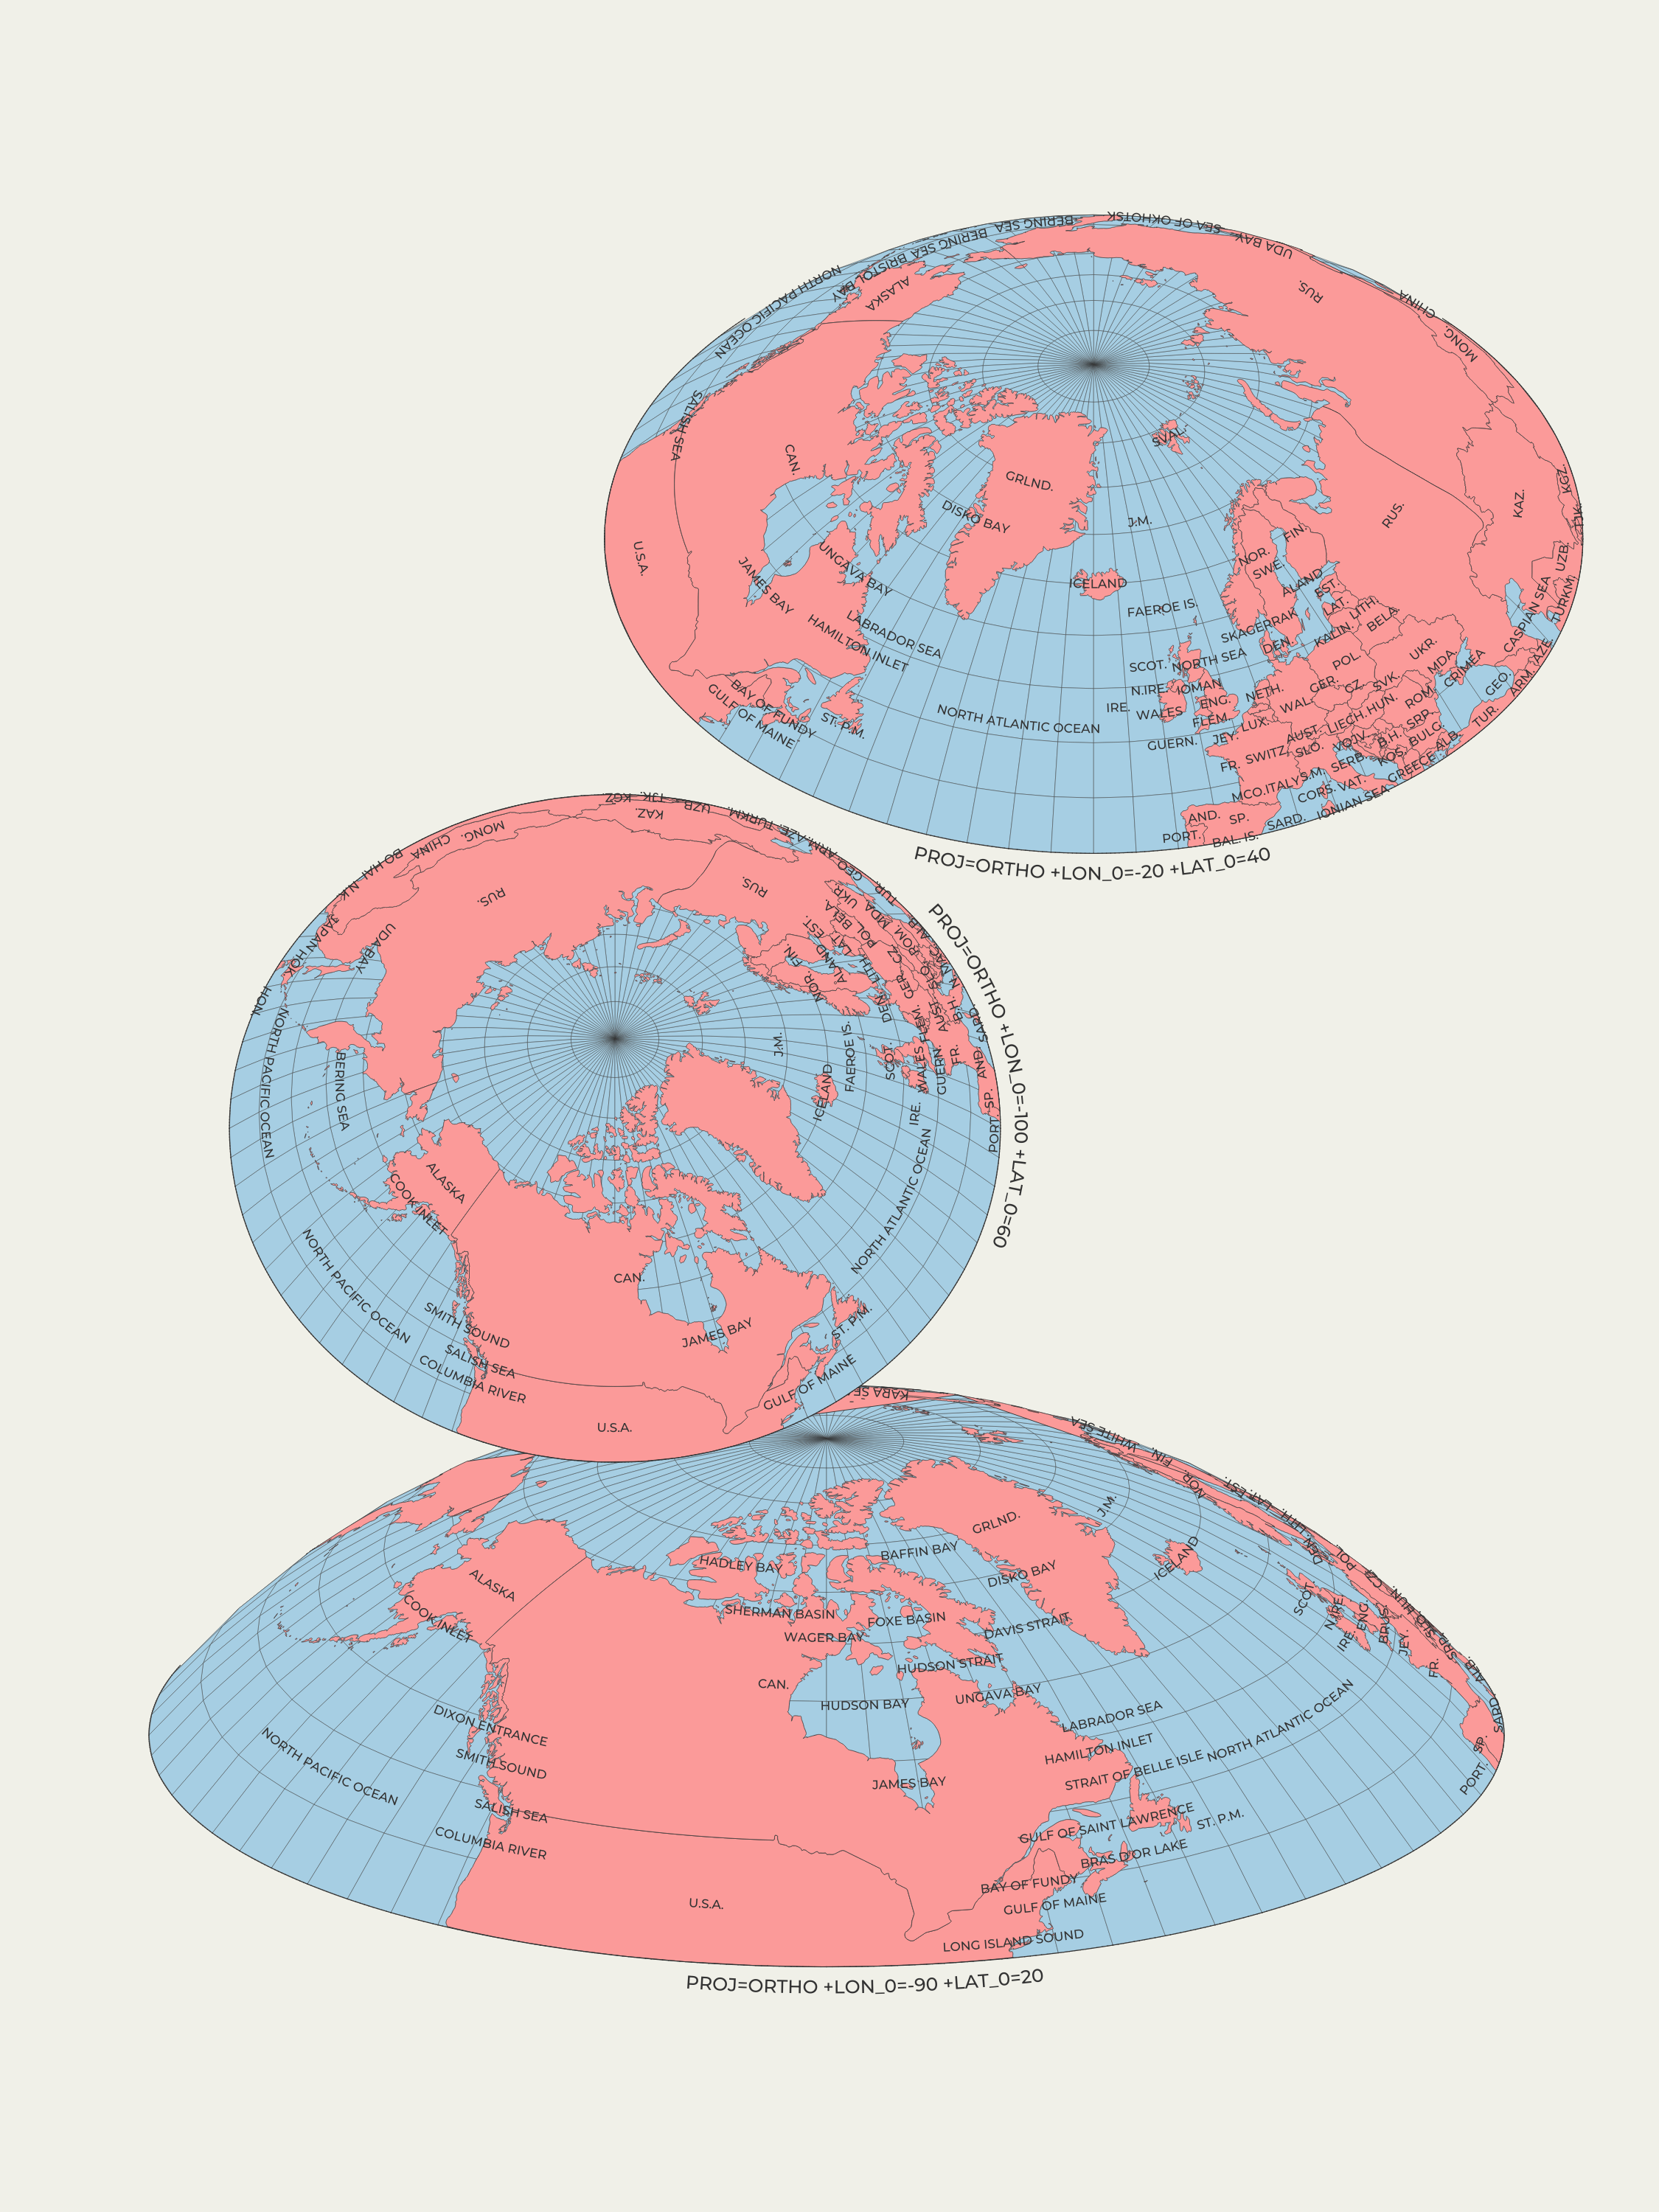 SEA OF OKHOTSK
BERING SEA
BERING SEA
UDA BAY
BRISTOL BAY
NORTH PACIFIC OCEAN
ALASKA
RUS.
CHINA
MONG.
SALISH SEA
CAN.
SVAL.
GRLND.
KGZ.
KAZ.
RUS.
DISKO BAY
J.M.
U.S.A.
FIN.
NOR.
SWE.
UZB.
UNGAVA BAY
JAMES BAY
ICELAND
ALAND
EST.
TURKM.
CASPIAN SEA
FAEROE IS.
LAT.
LITH.
BELA.
SKAGERRAK
KALIN.
HAMILTON INLET
LABRADOR SEA
DEN.
UKR.
AZE.
SCOT.
NORTH SEA
POL.
MDA.
CRIMEA
GEO.
ARM.
N.IRE.
IOMAN
NETH.
GER.
CZ.
SVK.
ROM.
BAY OF FUNDY
GULF OF MAINE
ST. P.M.
NORTH ATLANTIC OCEAN
IRE.
WALES
ENG.
FLEM.
LUX.
WAL.
LIECH.
HUN.
SRP.
TUR.
GUERN.
JEY.
SWITZ.
AUST.
SLO.
VOJV.
B.H.
BULG.
FR.
S.M.
SERB.
KOS.
ALB.
GREECE
MCO.
ITALY
CORS.
VAT.
IONIAN SEA
AND.
SP.
SARD.
PORT.
BAL. IS.
PROJ=ORTHO +LON_0=-20 +LAT_0=40
KGZ.
TJK.
UZB.
TURKM.
AZE.
ARM.
GEO.
TUR.
KAZ.
MONG.
CHINA
BO HAI
N.K.
JAPAN
HOK.
HON.
UDA BAY
RUS.
RUS.
UKR.
MDA.
BELA.
ROM.
ALB.
EST.
LAT.
LITH.
POL.
CZ.
MAC.
FIN.
ALAND
NOR.
GER.
SLO.
DEN.
AUST.
B.H.
FLEM.
SARD.
NORTH PACIFIC OCEAN
BERING SEA
J.M.
FAEROE IS.
SCOT.
WALES
GUERN.
FR.
AND.
SP.
PORT.
ICELAND
IRE.
ALASKA
COOK INLET
NORTH ATLANTIC OCEAN
NORTH PACIFIC OCEAN
CAN.
SMITH SOUND
JAMES BAY
ST. P.M.
SALISH SEA
COLUMBIA RIVER
GULF OF MAINE
U.S.A.
PROJ=ORTHO +LON_0=-100 +LAT_0=60
KARA SE
WHITE SEA
FIN.
NOR.
EST.
LAT.
LITH.
GRLND.
J.M.
DEN.
POL.
HADLEY BAY
BAFFIN BAY
ICELAND
CZ.
ALASKA
DISKO BAY
SCOT.
HUN.
COOK INLET
SHERMAN BASIN
FOXE BASIN
DAVIS STRAIT
N.IRE.
ENG.
BRUS.
SLO.
SRP.
WAGER BAY
IRE.
JEY.
HUDSON STRAIT
FR.
ALB.
CAN.
HUDSON BAY
UNGAVA BAY
SARD.
DIXON ENTRANCE
LABRADOR SEA
NORTH ATLANTIC OCEAN
SP.
NORTH PACIFIC OCEAN
SMITH SOUND
HAMILTON INLET
STRAIT OF BELLE ISLE
JAMES BAY
PORT.
SALISH SEA
GULF OF SAINT LAWRENCE
ST. P.M.
COLUMBIA RIVER
BRAS D'OR LAKE
BAY OF FUNDY
U.S.A.
GULF OF MAINE
LONG ISLAND SOUND
PROJ=ORTHO +LON_0=-90 +LAT_0=20